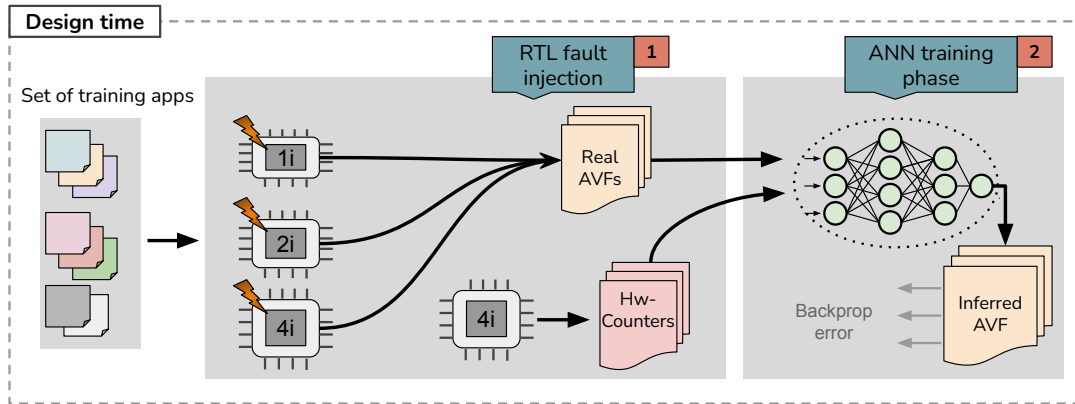 Design time
RTL fault
injection
1
ANN training
phase
2
Set of training apps
1i
2i
4i
4i
Real
AVFs
Hw-
Counters
Backprop
error
Inferred
AVF